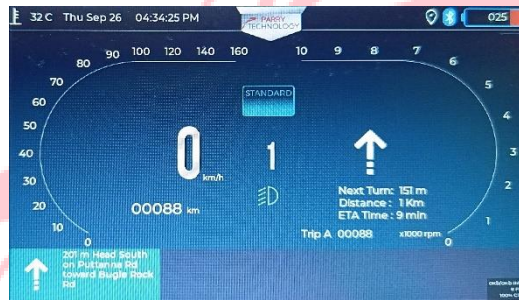 32 C Thu Sep 26 04:34:25 PM
PARRY
TECHNOLOGY
025
0 10 20 30 40 50 60 70 80 90 100 120 140 160
10 9 8 7 6 5 4 3 2 1 0
STANDARD
0 km/h
1
00088 km
Next Turn: 151 m
Distance : 1 Km
ETA Time : 9 min
Trip A 00088 x1000 rpm
201 m Head South
on Puttanna Rd
toward Bugle Rock
Rd